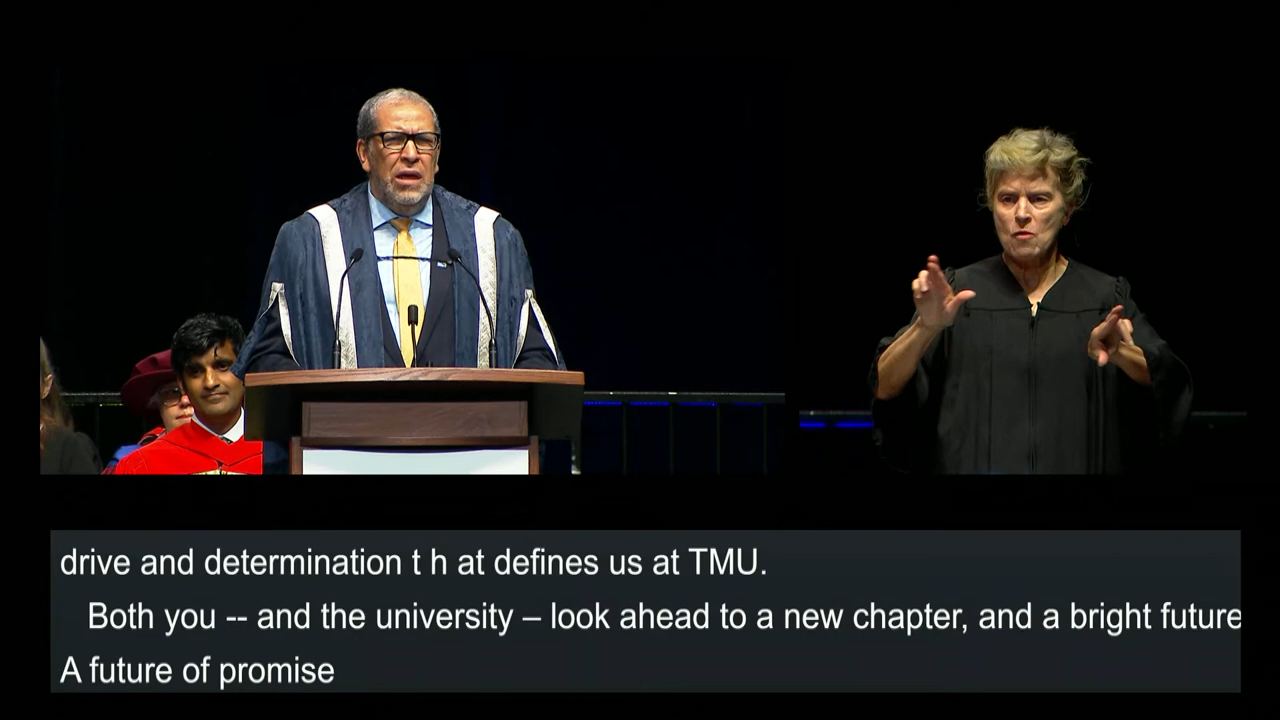 drive and determination t h at defines us at TMU.
Both you -- and the university – look ahead to a new chapter, and a bright future
A future of promise